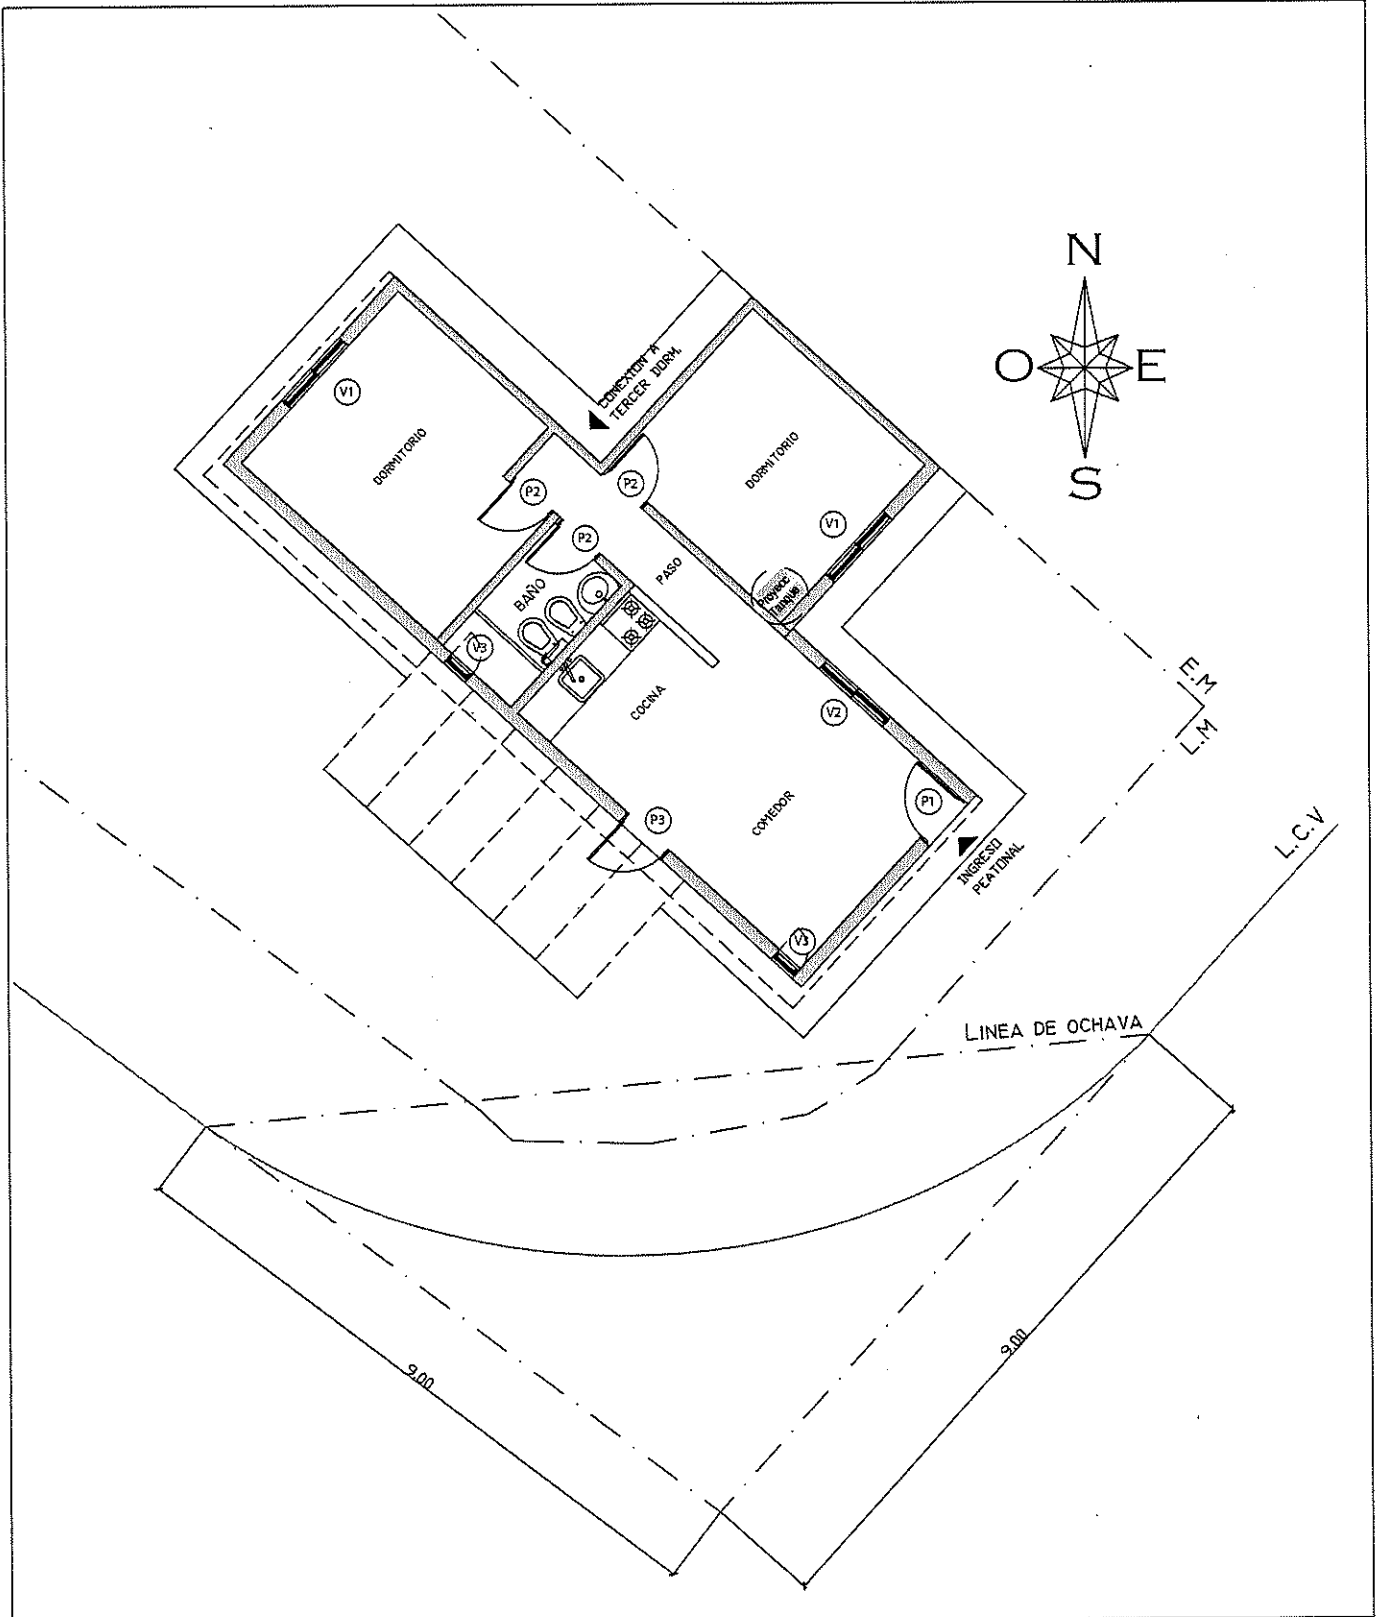 N
O E
S
CONEXION A
TERCER DORM.
V1
DORMITORIO
DORMITORIO
P2
P2
V1
P2
PASO
BAÑO
Proyecc
Tanque
V3
COCINA
V2
E.M
L.M
P1
COMEDOR
P3
INGRESO
PEATONAL
L.C.V
V3
LINEA DE OCHAVA
9.00
9.00